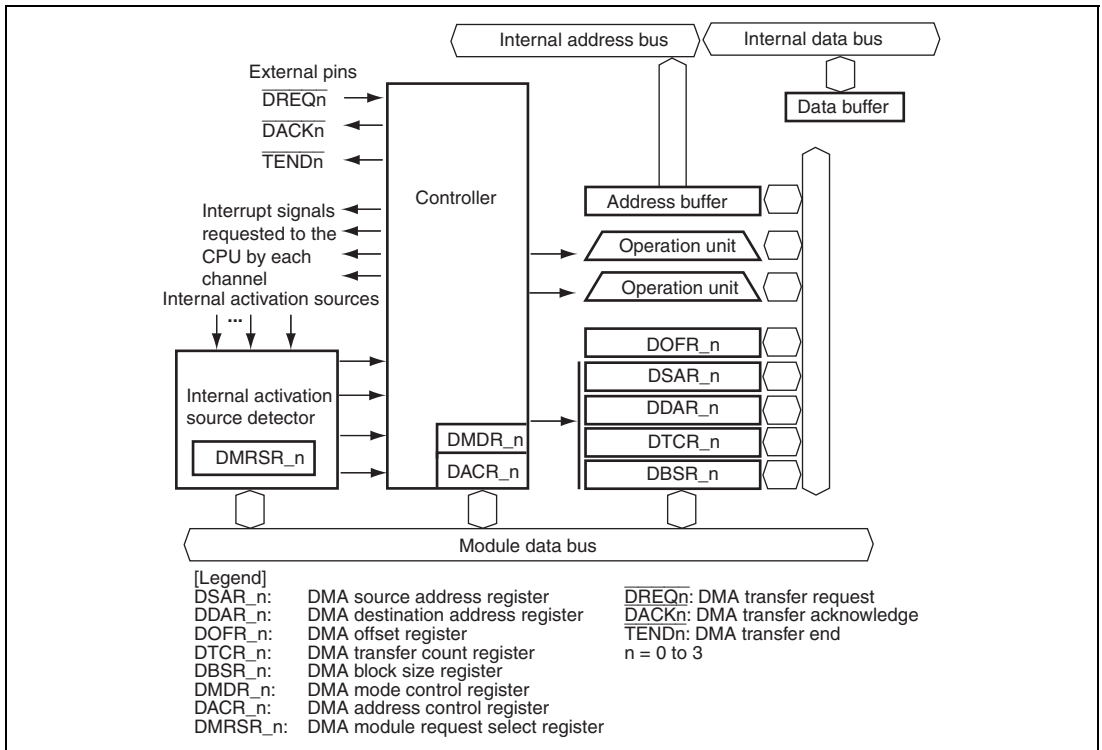 Internal address bus
Internal data bus
External pins
DREQn
DACKn
TENDn
Data buffer
Controller
Address buffer
Interrupt signals
requested to the
CPU by each
channel
Operation unit
Operation unit
Internal activation sources
...
DOFR_n
DSAR_n
DDAR_n
DTCR_n
DBSR_n
Internal activation
source detector
DMRSR_n
DMDR_n
DACR_n
Module data bus
[Legend]
DSAR_n: DMA source address register
DDAR_n: DMA destination address register
DOFR_n: DMA offset register
DTCR_n: DMA transfer count register
DBSR_n: DMA block size register
DMDR_n: DMA mode control register
DACR_n: DMA address control register
DMRSR_n: DMA module request select register
DREQn: DMA transfer request
DACKn: DMA transfer acknowledge
TENDn: DMA transfer end
n = 0 to 3